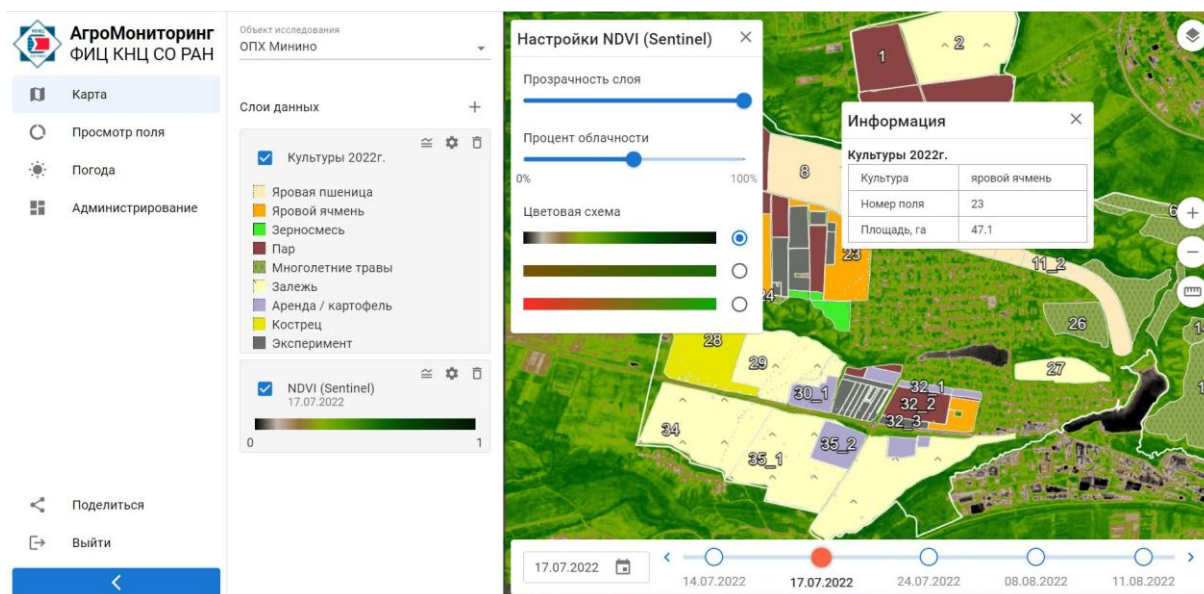 АгроМониторинг
ФИЦ КНЦ СО РАН
Карта
Просмотр поля
Погода
Администрирование
Поделиться
Выйти
Объект исследования
ОПХ Минино
Слои данных
Культуры 2022г.
Яровая пшеница
Яровой ячмень
Зерносмесь
Пар
Многолетние травы
Залежь
Аренда / картофель
Кострец
Эксперимент
NDVI (Sentinel)
17.07.2022
0 1
Настройки NDVI (Sentinel)
Прозрачность слоя
Процент облачности
0% 100%
Цветовая схема
Информация
Культуры 2022г.
Культура яровой ячмень
Номер поля 23
Площадь, га 47.1
1
2
8
23
24
11_2
26
27
28
29
30_1
32_1
32_2
32_3
34
35_1
35_2
17.07.2022
14.07.2022 17.07.2022 24.07.2022 08.08.2022 11.08.2022